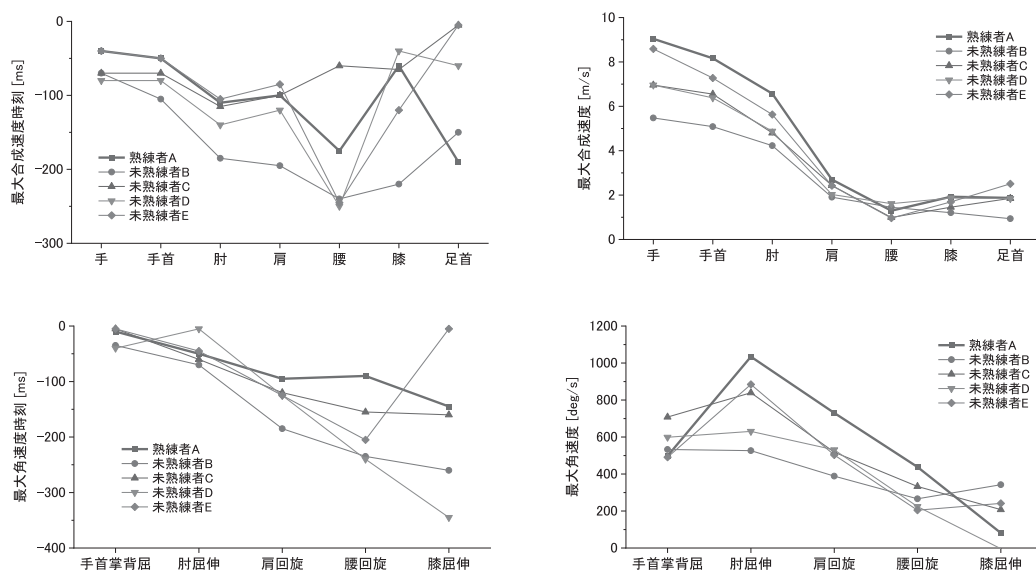 最大合成速度時刻 [ms]
0
−100
−200
−300
熟練者A
未熟練者B
未熟練者C
未熟練者D
未熟練者E
手 手首 肘 肩 腰 膝 足首
最大合成速度 [m/s]
10
8
6
4
2
0
熟練者A
未熟練者B
未熟練者C
未熟練者D
未熟練者E
手 手首 肘 肩 腰 膝 足首
最大角速度時刻 [ms]
0
−100
−200
−300
−400
熟練者A
未熟練者B
未熟練者C
未熟練者D
未熟練者E
手首掌背屈 肘屈伸 肩回旋 腰回旋 膝屈伸
最大角速度 [deg/s]
1200
1000
800
600
400
200
0
熟練者A
未熟練者B
未熟練者C
未熟練者D
未熟練者E
手首掌背屈 肘屈伸 肩回旋 腰回旋 膝屈伸